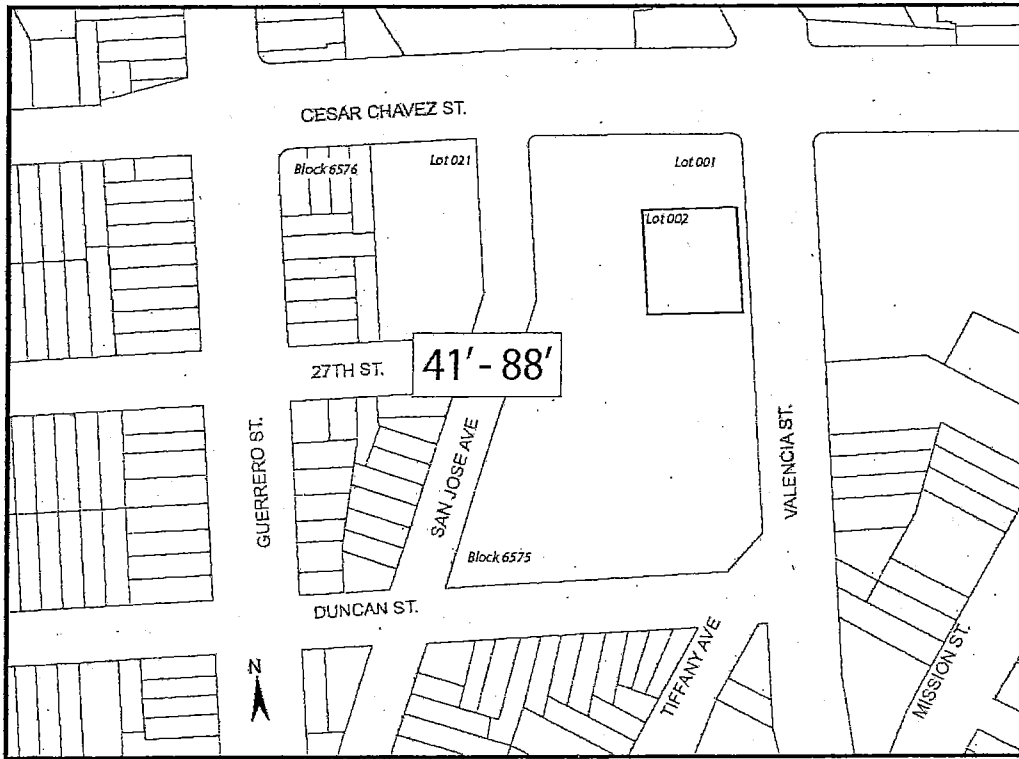 CESAR CHAVEZ ST.
Block 6576
Lot 021
Lot 001
Lot 002
27TH ST.
41' - 88'
GUERRERO ST.
SAN JOSE AVE
VALENCIA ST.
Block 6575
DUNCAN ST.
TIFFANY AVE
MISSION ST.
N